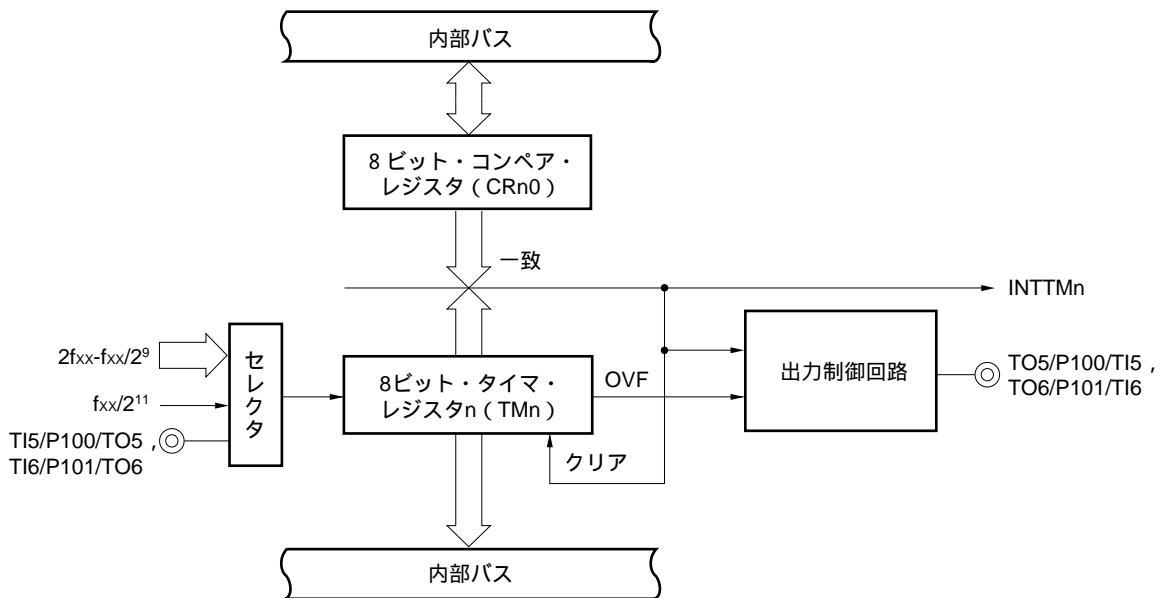 内部バス
8 ビット・コンペア・
レジスタ（CRn0）
一致
INTTMn
2fxx-fxx/2⁹
fxx/2¹¹
TI5/P100/TO5 ,
TI6/P101/TO6
セレクタ
8ビット・タイマ・
レジスタn（TMn）
OVF
クリア
出力制御回路
TO5/P100/TI5 ,
TO6/P101/TI6
内部バス